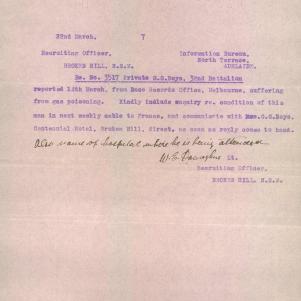 22nd March, 7
Recruiting Officer, Information Bureau,
North Terrace,
BROKEN HILL, N.S.W. ADELAIDE.
Re. No. 3517 Private G.G.Boys, 32nd Battalion
reported 15th March, from Base Records Office, Melbourne, suffering
from gas poisoning. Kindly include enquiry re. condition of this
man in next weekly cable to France, and communicate with Mrs.G.G.Boys,
Centennial Hotel, Broken Hill, direct, as soon as reply comes to hand.
Also name of hospital where he is being attended
Lt.
Recruiting Officer,
BROKEN HILL, N.S.W.